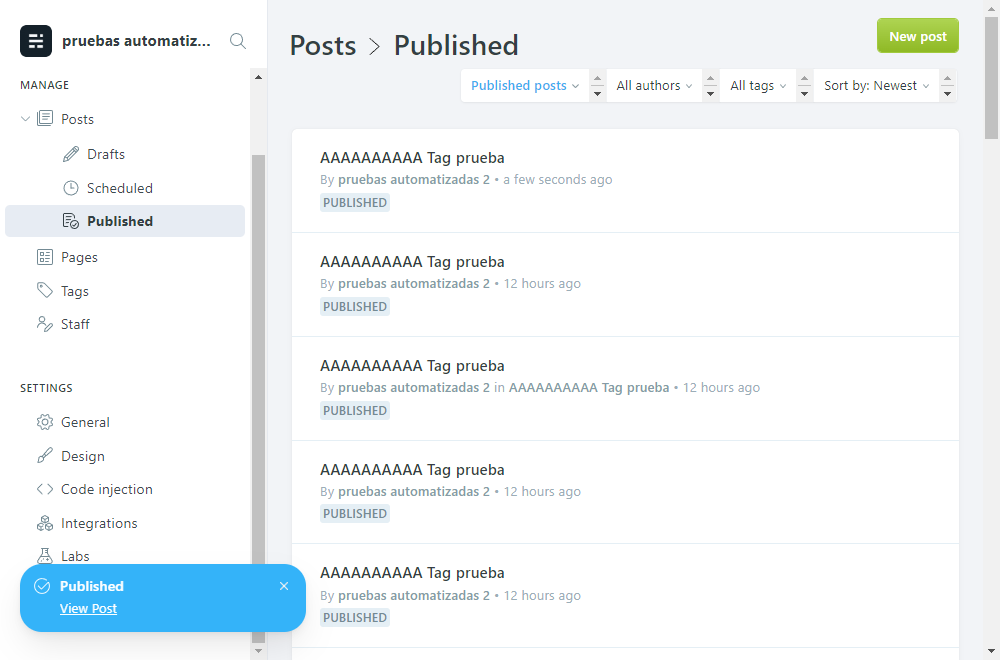 pruebas automatiz...
MANAGE
Posts
Drafts
Scheduled
Published
Pages
Tags
Staff
SETTINGS
General
Design
Code injection
Integrations
Labs
Published
View Post
Posts > Published
New post
Published posts
All authors
All tags
Sort by: Newest
AAAAAAAAAA Tag prueba
By pruebas automatizadas 2 • a few seconds ago
PUBLISHED
AAAAAAAAAA Tag prueba
By pruebas automatizadas 2 • 12 hours ago
PUBLISHED
AAAAAAAAAA Tag prueba
By pruebas automatizadas 2 in AAAAAAAAAA Tag prueba • 12 hours ago
PUBLISHED
AAAAAAAAAA Tag prueba
By pruebas automatizadas 2 • 12 hours ago
PUBLISHED
AAAAAAAAAA Tag prueba
By pruebas automatizadas 2 • 12 hours ago
PUBLISHED